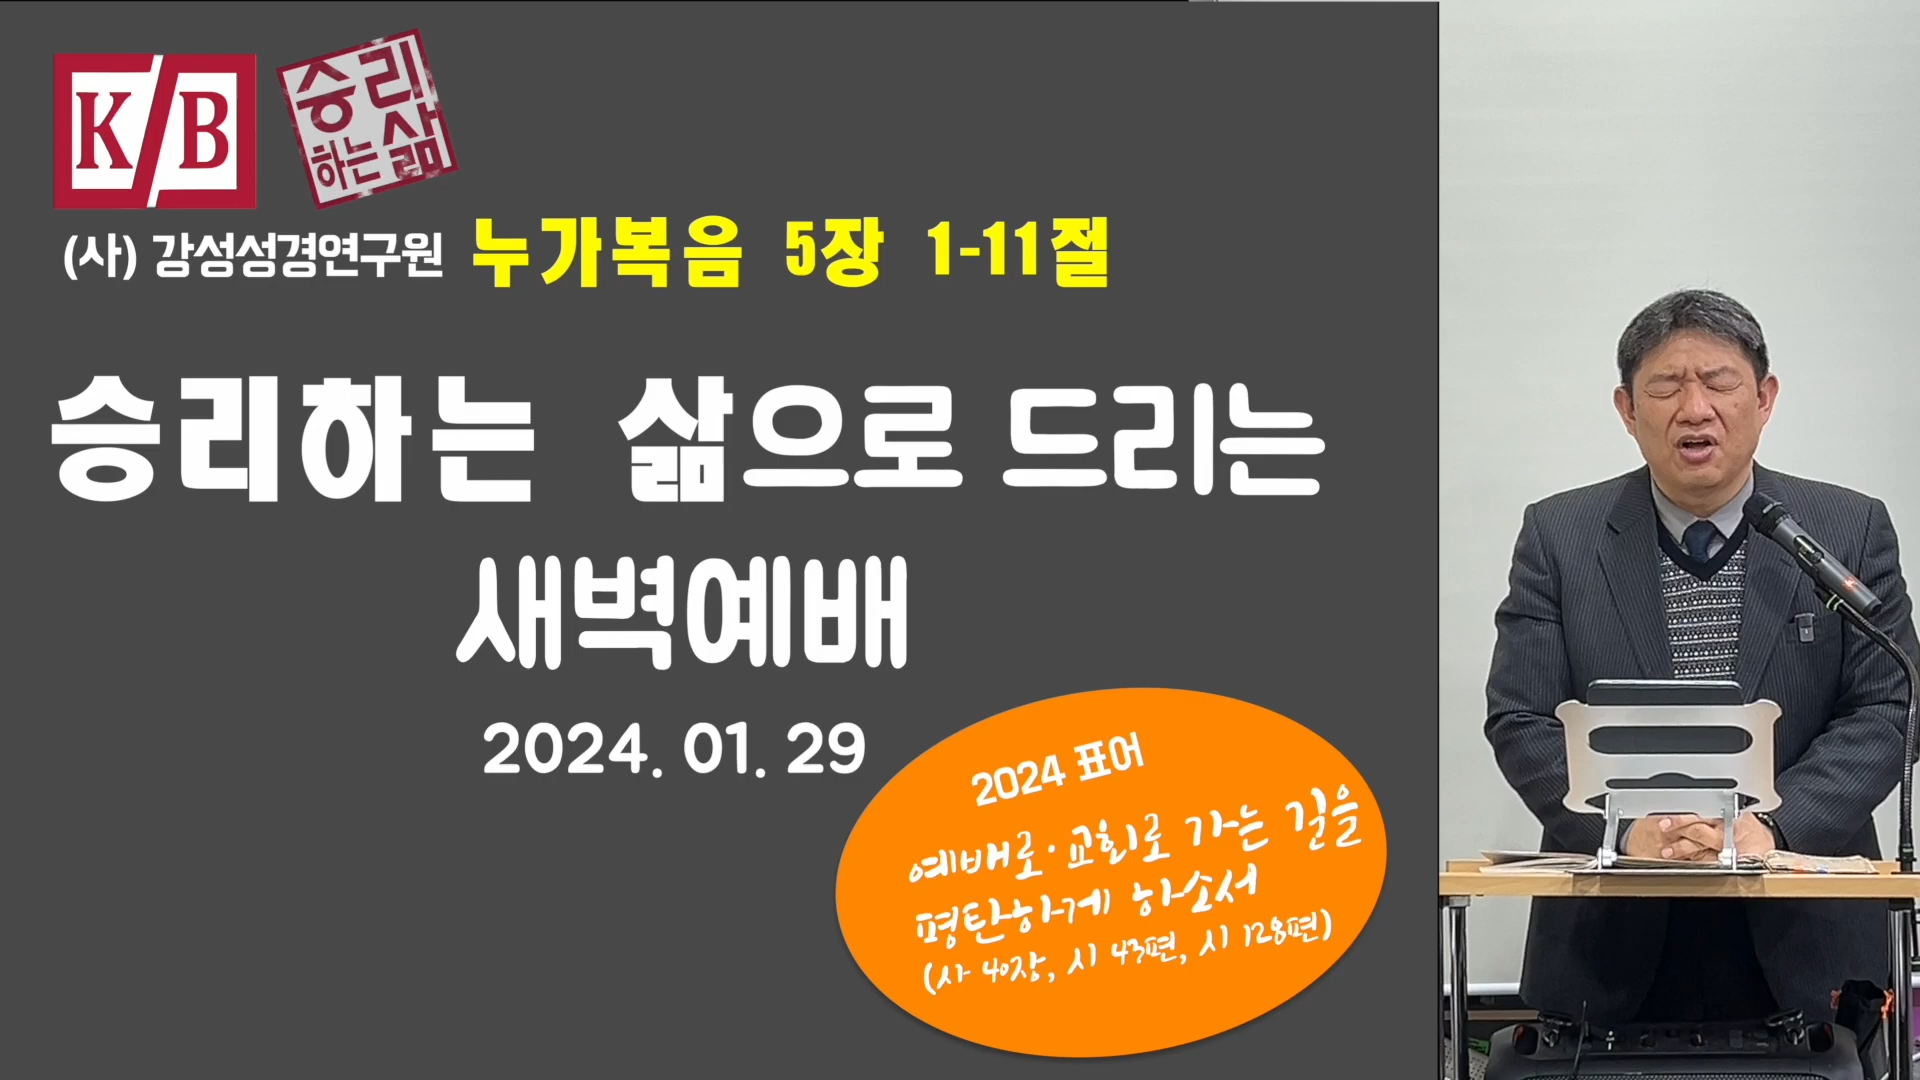 K/B
승리
하는 삶
(사) 강성성경연구원 누가복음 5장 1-11절
승리하는 삶으로 드리는
새벽예배
2024. 01. 29
2024 표어
예배로·교회로 가는 길을
평탄하게 하소서
(사 40장, 시 43편, 시 128편)